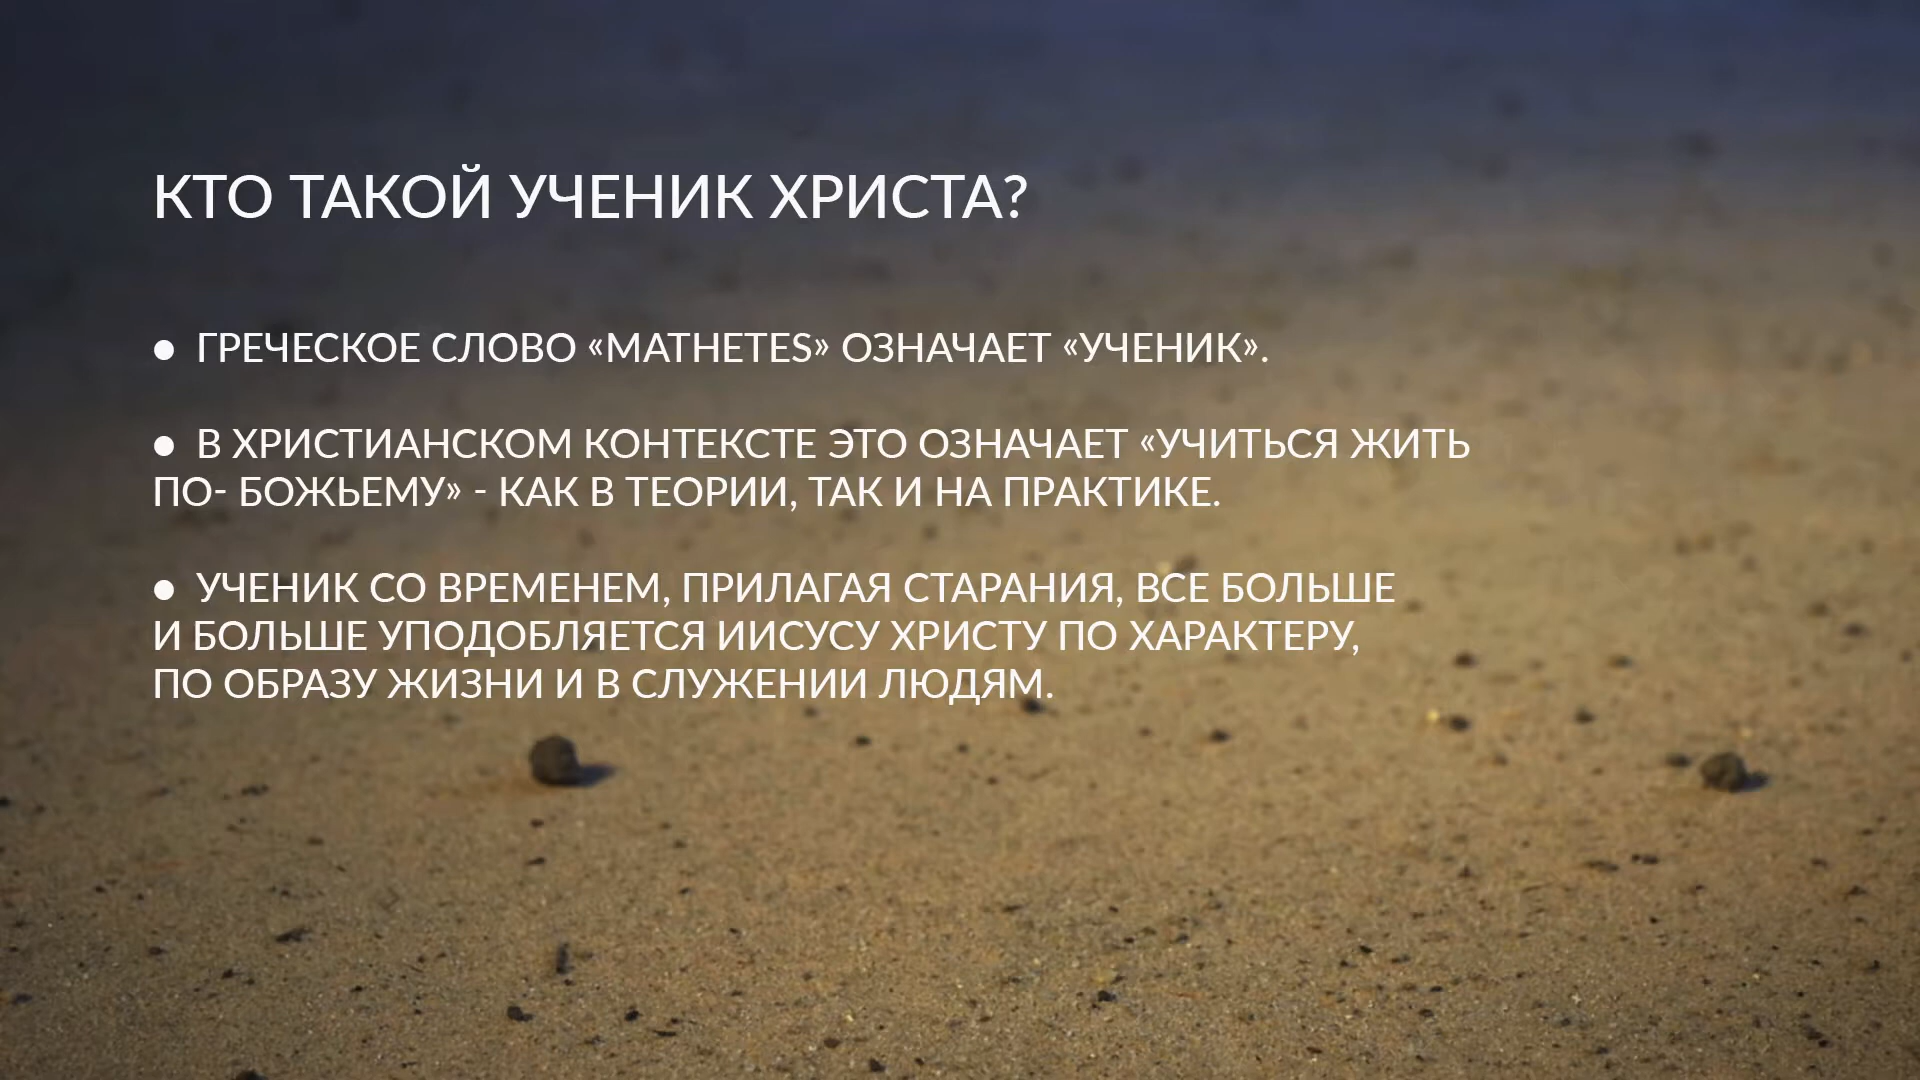 КТО ТАКОЙ УЧЕНИК ХРИСТА?
● ГРЕЧЕСКОЕ СЛОВО «MATHETES» ОЗНАЧАЕТ «УЧЕНИК».
● В ХРИСТИАНСКОМ КОНТЕКСТЕ ЭТО ОЗНАЧАЕТ «УЧИТЬСЯ ЖИТЬ
ПО- БОЖЬЕМУ» - КАК В ТЕОРИИ, ТАК И НА ПРАКТИКЕ.
● УЧЕНИК СО ВРЕМЕНЕМ, ПРИЛАГАЯ СТАРАНИЯ, ВСЕ БОЛЬШЕ
И БОЛЬШЕ УПОДОБЛЯЕТСЯ ИИСУСУ ХРИСТУ ПО ХАРАКТЕРУ,
ПО ОБРАЗУ ЖИЗНИ И В СЛУЖЕНИИ ЛЮДЯМ.